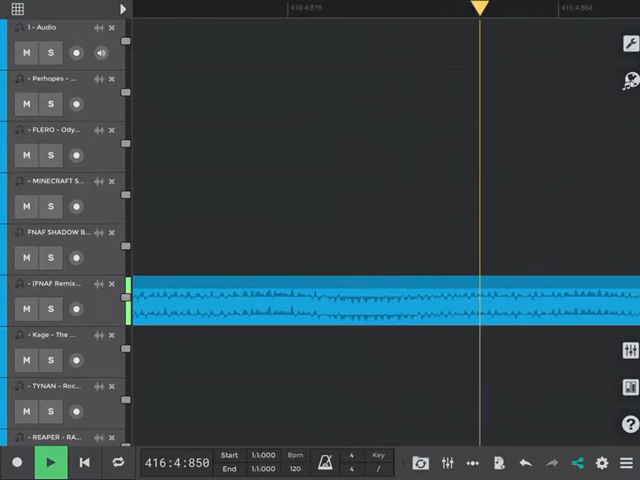 416:4:819
416:4:864
1 - Audio
M S
- Perhopes - ...
M S
- FLERO - Ody...
M S
- MINECRAFT S...
M S
FNAF SHADOW B...
M S
- (FNAF Remix...
M S
- Kage - The ...
M S
- TYNAN - Roc...
M S
- REAPER - RA...
416:4:850
Start 1:1:000 Bpm 4 Key
End 1:1:000 120 4 /
?